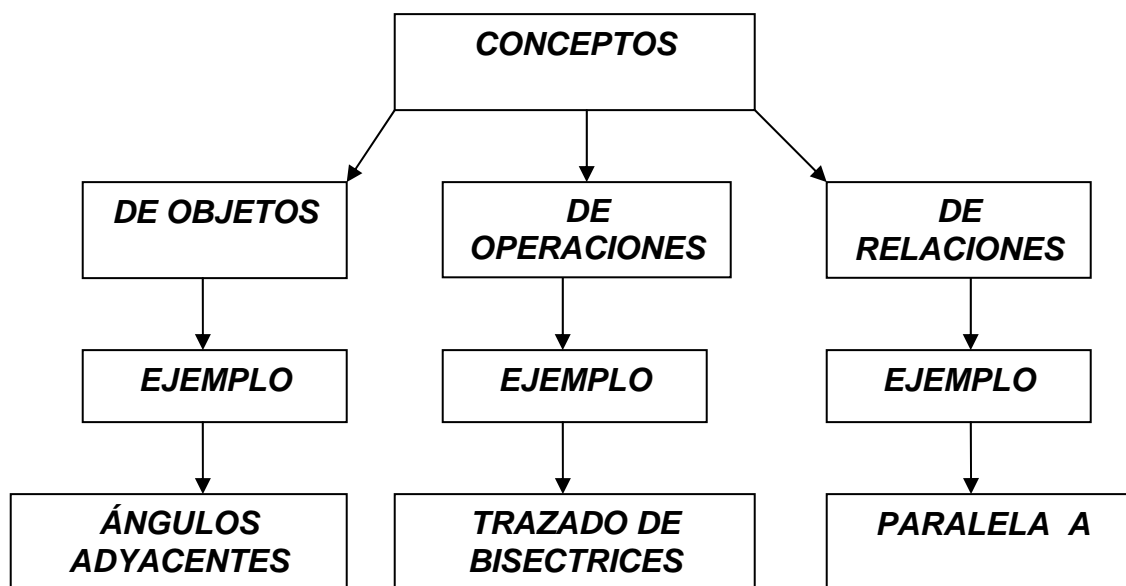 CONCEPTOS
DE OBJETOS
DE
OPERACIONES
DE
RELACIONES
EJEMPLO
EJEMPLO
EJEMPLO
ÁNGULOS
ADYACENTES
TRAZADO DE
BISECTRICES
PARALELA A